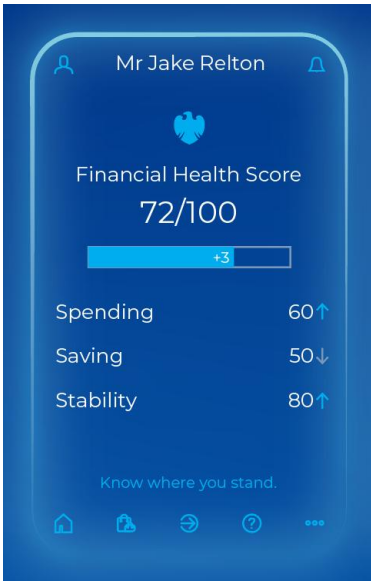 Mr Jake Relton
Financial Health Score
72/100
+3
Spending 60↑
Saving 50↓
Stability 80↑
Know where you stand.